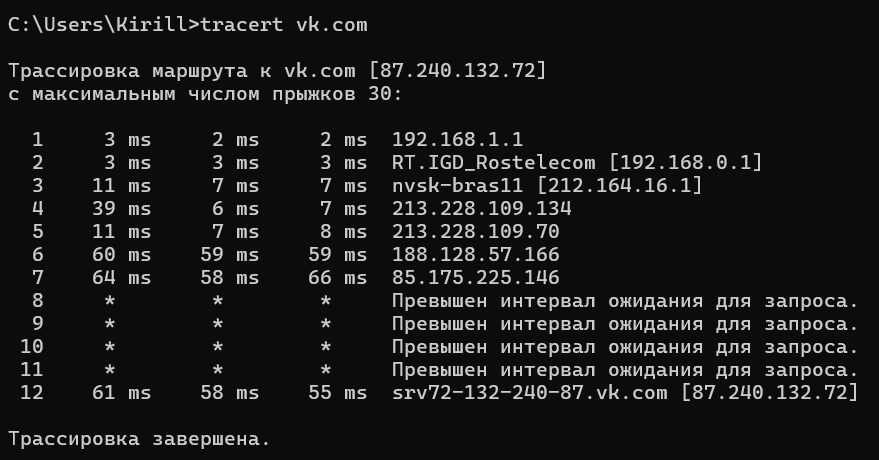 C:\Users\Kirill>tracert vk.com
Трассировка маршрута к vk.com [87.240.132.72]
с максимальным числом прыжков 30:
1 3 ms 2 ms 2 ms 192.168.1.1
2 3 ms 3 ms 3 ms RT.IGD_Rostelecom [192.168.0.1]
3 11 ms 7 ms 7 ms nvsk-bras11 [212.164.16.1]
4 39 ms 6 ms 7 ms 213.228.109.134
5 11 ms 7 ms 8 ms 213.228.109.70
6 60 ms 59 ms 59 ms 188.128.57.166
7 64 ms 58 ms 66 ms 85.175.225.146
8 * * * Превышен интервал ожидания для запроса.
9 * * * Превышен интервал ожидания для запроса.
10 * * * Превышен интервал ожидания для запроса.
11 * * * Превышен интервал ожидания для запроса.
12 61 ms 58 ms 55 ms srv72-132-240-87.vk.com [87.240.132.72]
Трассировка завершена.